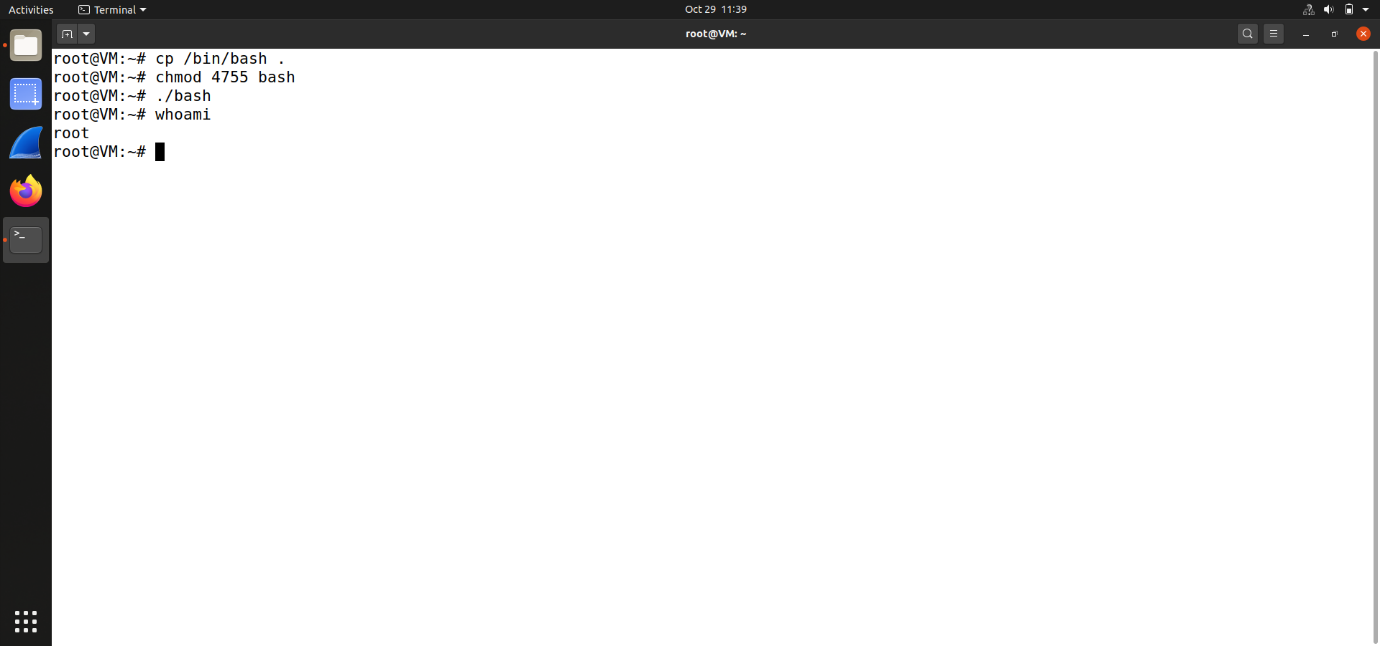 Activities Terminal Oct 29 11:39
root@VM: ~
root@VM:~# cp /bin/bash .
root@VM:~# chmod 4755 bash
root@VM:~# ./bash
root@VM:~# whoami
root
root@VM:~#